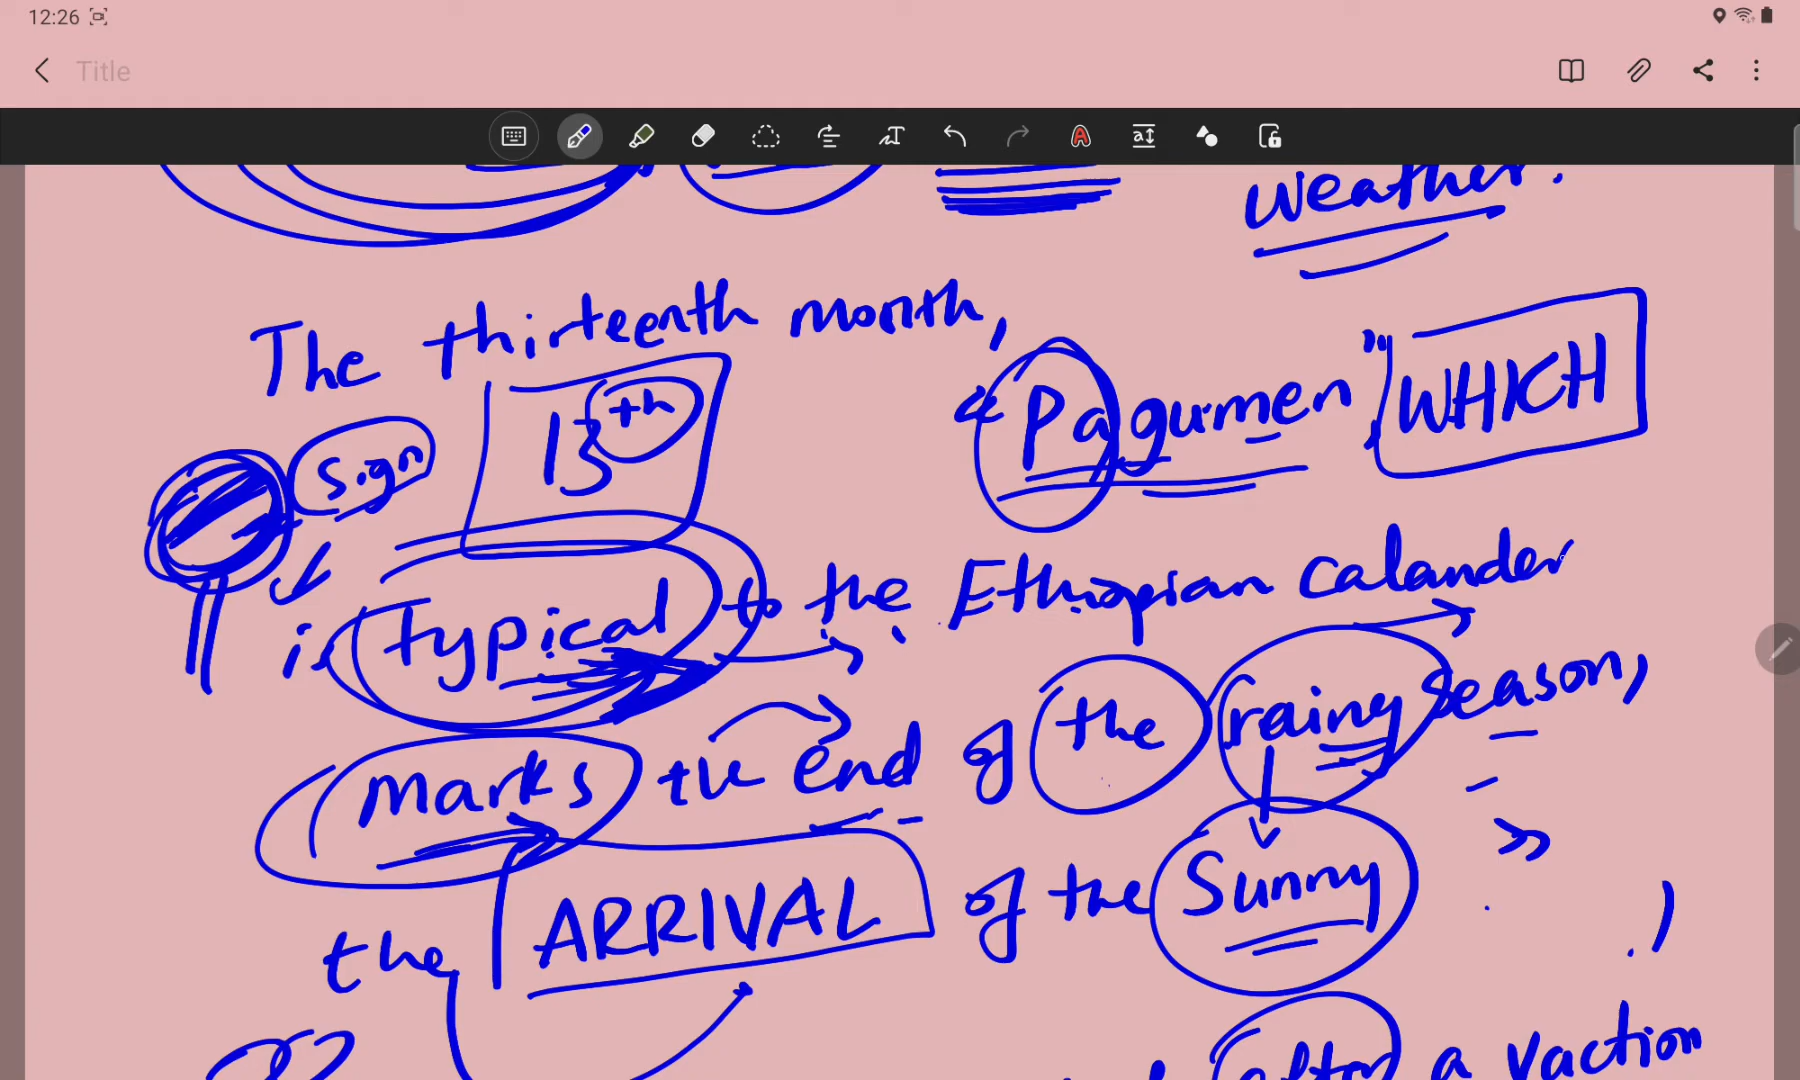 12:26
Title
weather.
The thirteenth month,
13th
"Pagumen", WHICH
sign
is typical to the Ethiopian calander
marks the end of the rainy season,
the ARRIVAL of the Sunny
after a vaction